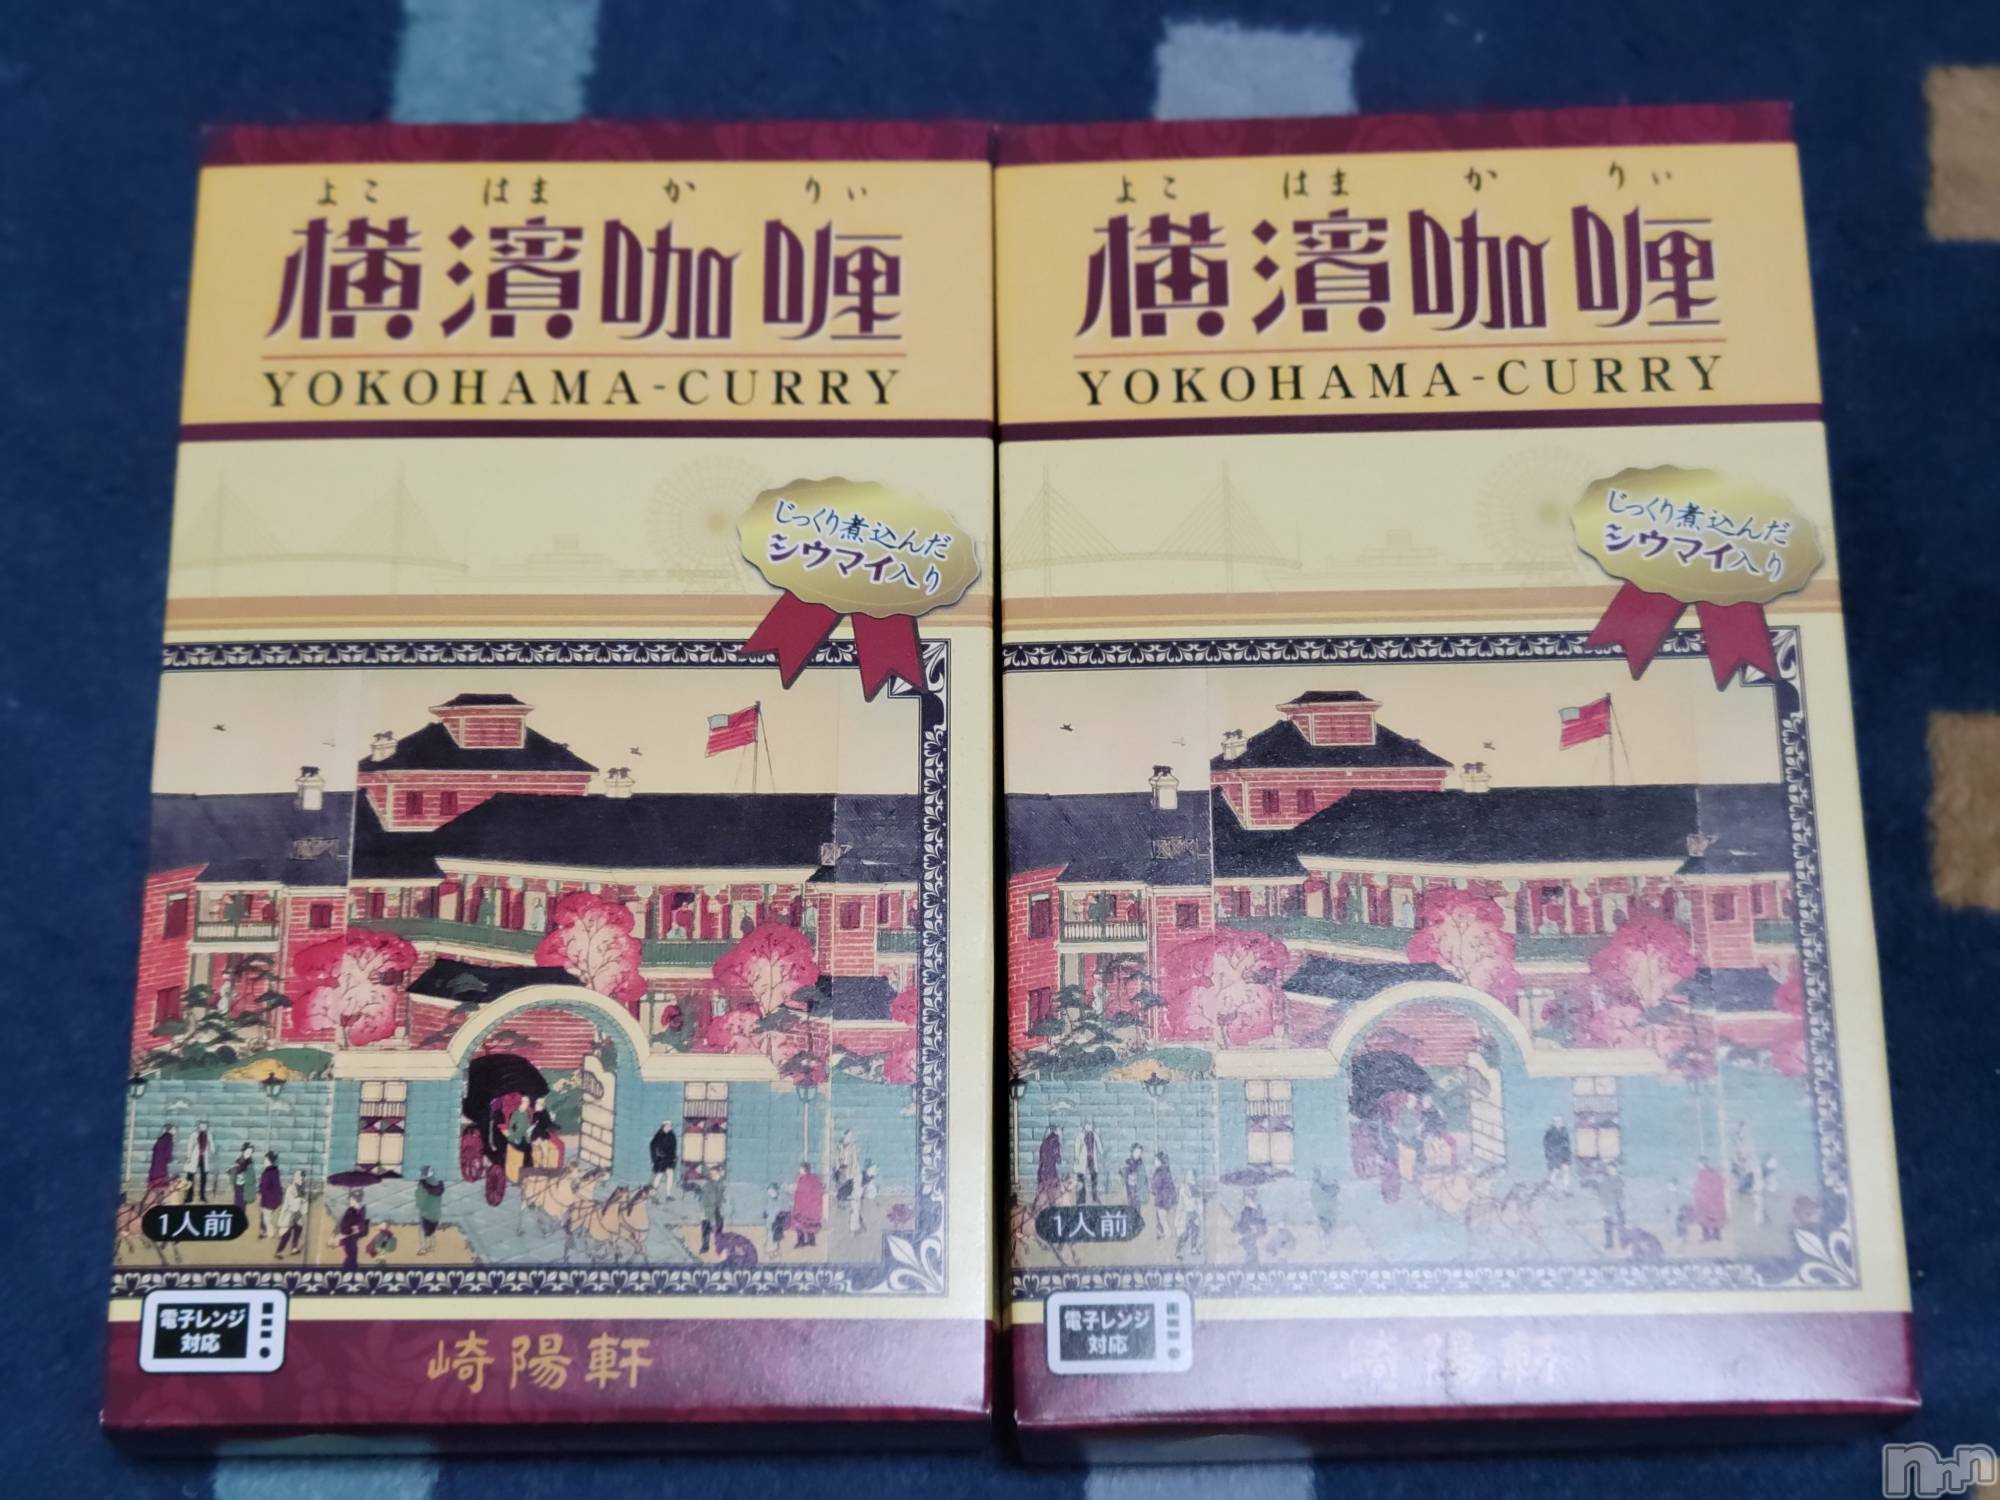 よこ はま か りぃ
横濱咖喱
YOKOHAMA-CURRY
じっくり煮込んだ
シウマイ入り
1人前
電子レンジ
対応
崎陽軒
よこ はま か りぃ
横濱咖喱
YOKOHAMA-CURRY
じっくり煮込んだ
シウマイ入り
1人前
電子レンジ
対応
崎陽軒
nnn